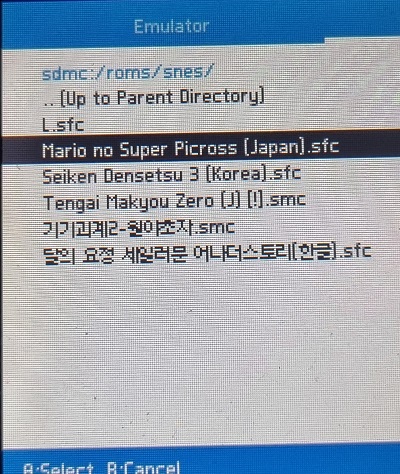 Emulator
sdmc:/roms/snes/
.. [Up to Parent Directory]
L.sfc
Mario no Super Picross [Japan].sfc
Seiken Densetsu 3 [Korea].sfc
Tengai Makyou Zero [J] [!].smc
기기괴계2-월야초자.smc
달의 요정 세일러문 어나더스토리[한글].sfc
A:Select B:Cancel